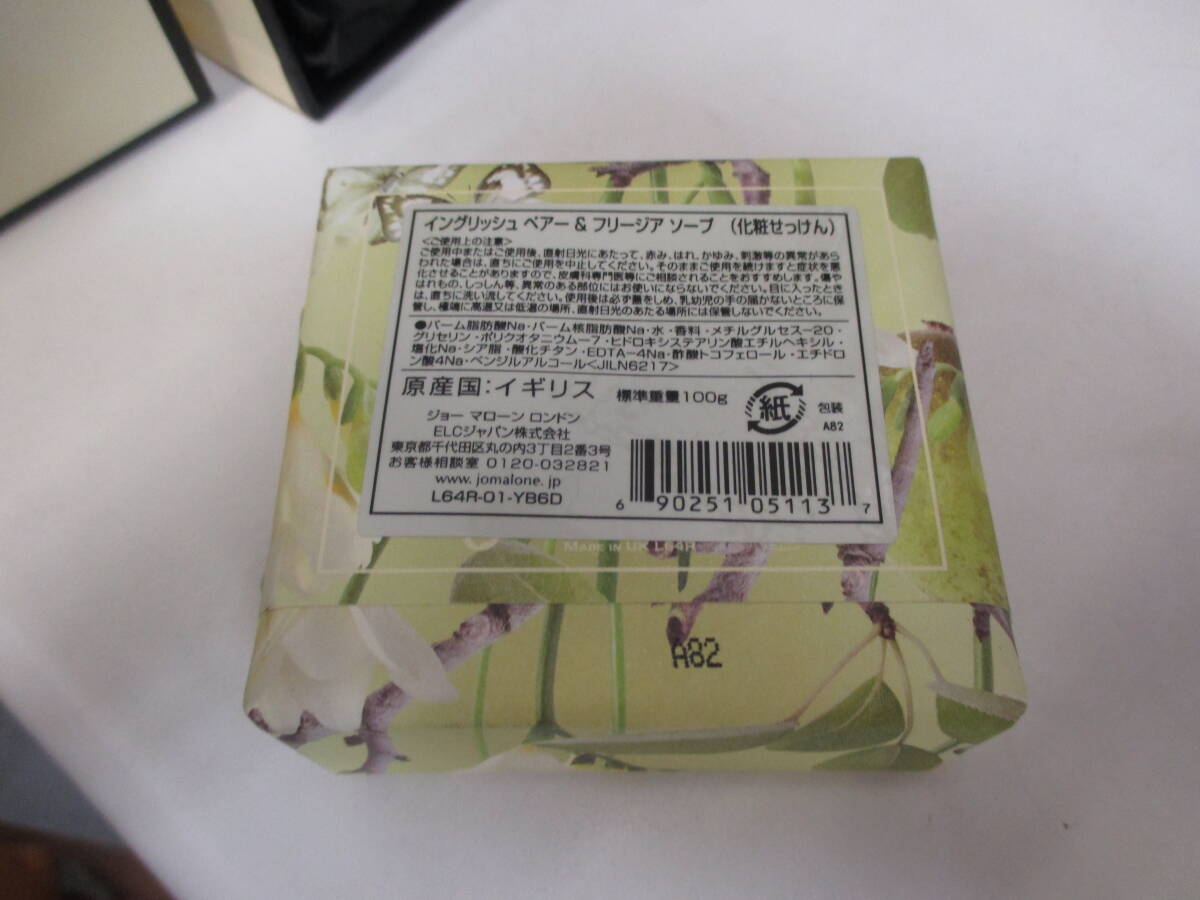 イングリッシュ ペアー & フリージア ソープ （化粧せっけん）
<ご使用上の注意>
ご使用中またはご使用後、直射日光にあたって、赤み、はれ、かゆみ、刺激等の異常があら
われた場合は、直ちにご使用を中止してください。そのままご使用を続けますと症状を悪
化させることがありますので、皮膚科専門医等にご相談されることをおすすめします。傷や
はれもの、しっしん等、異常のある部位にはお使いにならないでください。目に入ったとき
は、直ちに洗い流してください。使用後は必ず蓋をしめ、乳幼児の手の届かないところに保
管し、極端に高温又は低温の場所、直射日光のあたる場所には保管しないでください。
●パーム脂肪酸Na・パーム核脂肪酸Na・水・香料・メチルグルセス－20・
グリセリン・ポリクオタニウム－7・ヒドロキシステアリン酸エチルヘキシル・
塩化Na・シア脂・酸化チタン・EDTA－4Na・酢酸トコフェロール・エチドロ
ン酸4Na・ベンジルアルコール<JILN6217>
原産国：イギリス 標準重量100g 紙 包装
A82
ジョー マローン ロンドン
ELCジャパン株式会社
東京都千代田区丸の内3丁目2番3号
お客様相談室 0120-032821
www.jomalone.jp
L64R-01-YB6D
6 90251 05113 7
MADE IN UK L64R
A82